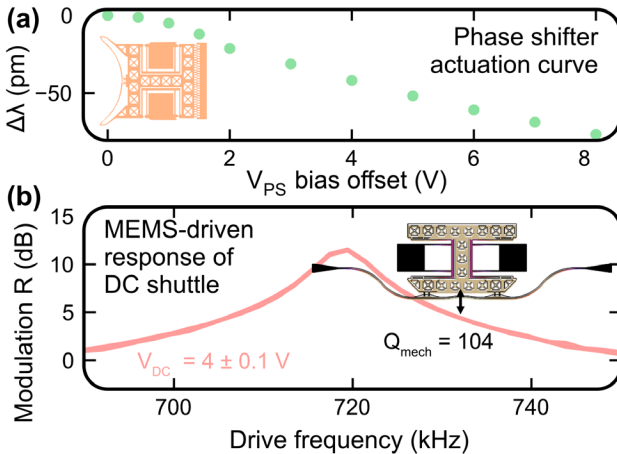 (a)
0
−50
Δλ (pm)
Phase shifter
actuation curve
0 2 4 6 8
V_PS bias offset (V)
(b)
15
10
5
0
Modulation R (dB)
MEMS-driven
response of
DC shuttle
V_DC = 4 ± 0.1 V
Q_mech = 104
700 720 740
Drive frequency (kHz)